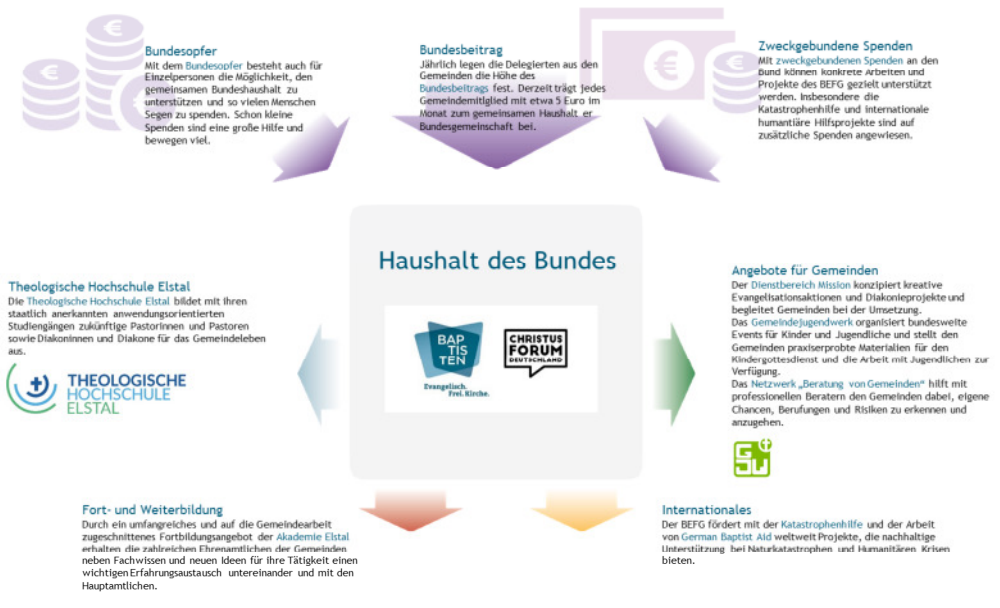 Bundesopfer
Mit dem Bundesopfer besteht auch für
Einzelpersonen die Möglichkeit, den
gemeinsamen Bundeshaushalt zu
unterstützen und so vielen Menschen
Segen zu spenden. Schon kleine
Spenden sind eine große Hilfe und
bewegen viel.
Bundesbeitrag
Jährlich legen die Delegierten aus den
Gemeinden die Höhe des
Bundesbeitrags fest. Derzeit trägt jedes
Gemeindemitglied mit etwa 5 Euro im
Monat zum gemeinsamen Haushalt er
Bundesgemeinschaft bei.
Zweckgebundene Spenden
Mit zweckgebundenen Spenden an den
Bund können konkrete Arbeiten und
Projekte des BEFG gezielt unterstützt
werden. Insbesondere die
Katastrophenhilfe und internationale
humantiäre Hilfsprojekte sind auf
zusätzliche Spenden angewiesen.
Haushalt des Bundes
BAP
TIS
TEN
Evangelisch.
Frei. Kirche.
CHRISTUS
FORUM
DEUTSCHLAND
Theologische Hochschule Elstal
Die Theologische Hochschule Elstal bildet mit ihren
staatlich anerkannten anwendungsorientierten
Studiengängen zukünftige Pastorinnen und Pastoren
sowie Diakoninnen und Diakone für das Gemeindeleben
aus.
THEOLOGISCHE
HOCHSCHULE
ELSTAL
Angebote für Gemeinden
Der Dienstbereich Mission konzipiert kreative
Evangelisationsaktionen und Diakonieprojekte und
begleitet Gemeinden bei der Umsetzung.
Das Gemeindejugendwerk organisiert bundesweite
Events für Kinder und Jugendliche und stellt den
Gemeinden praxiserprobte Materialien für den
Kindergottesdienst und die Arbeit mit Jugendlichen zur
Verfügung.
Das Netzwerk „Beratung von Gemeinden“ hilft mit
professionellen Beratern den Gemeinden dabei, eigene
Chancen, Berufungen und Risiken zu erkennen und
anzugehen.
GJW
Fort- und Weiterbildung
Durch ein umfangreiches und auf die Gemeindearbeit
zugeschnittenes Fortbildungsangebot der Akademie Elstal
erhalten die zahlreichen Ehrenamtlichen der Gemeinden
neben Fachwissen und neuen Ideen für ihre Tätigkeit einen
wichtigen Erfahrungsaustausch untereinander und mit den
Hauptamtlichen.
Internationales
Der BEFG fördert mit der Katastrophenhilfe und der Arbeit
von German Baptist Aid weltweit Projekte, die nachhaltige
Unterstützung bei Naturkatastrophen und Humanitären Krisen
bieten.